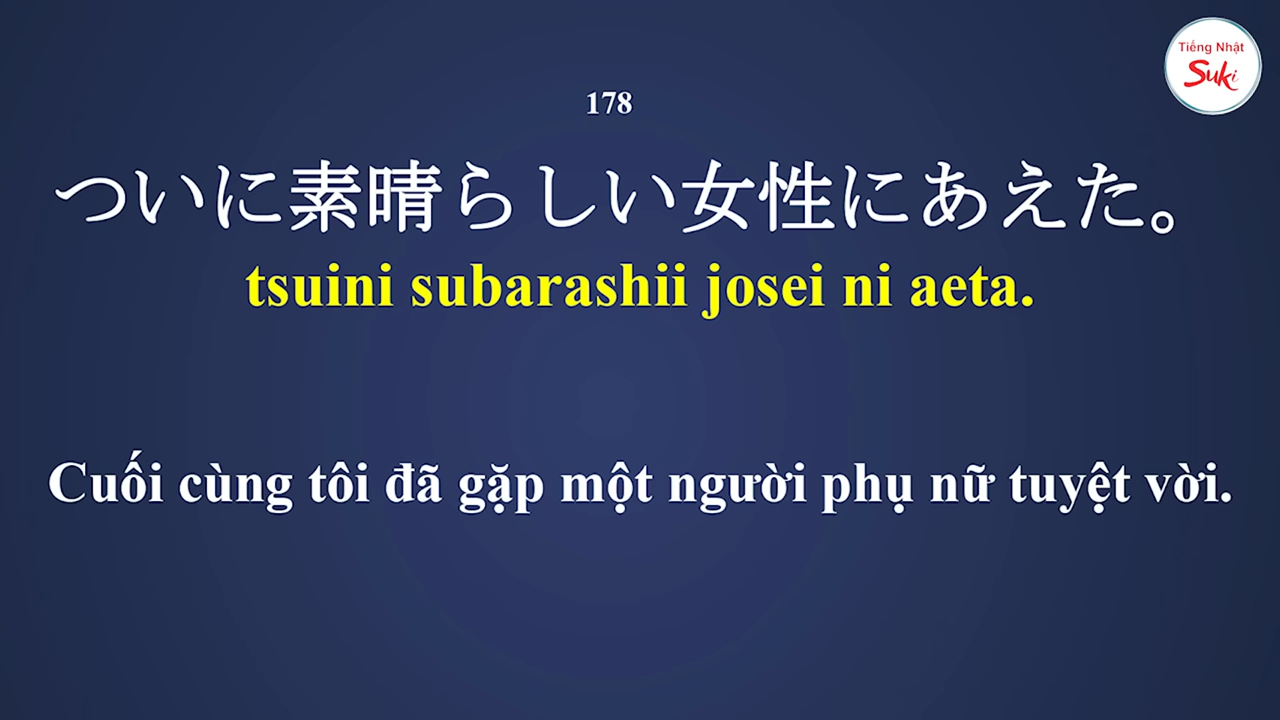 Tiếng Nhật
Suki
178
ついに素晴らしい女性にあえた。
tsuini subarashii josei ni aeta.
Cuối cùng tôi đã gặp một người phụ nữ tuyệt vời.